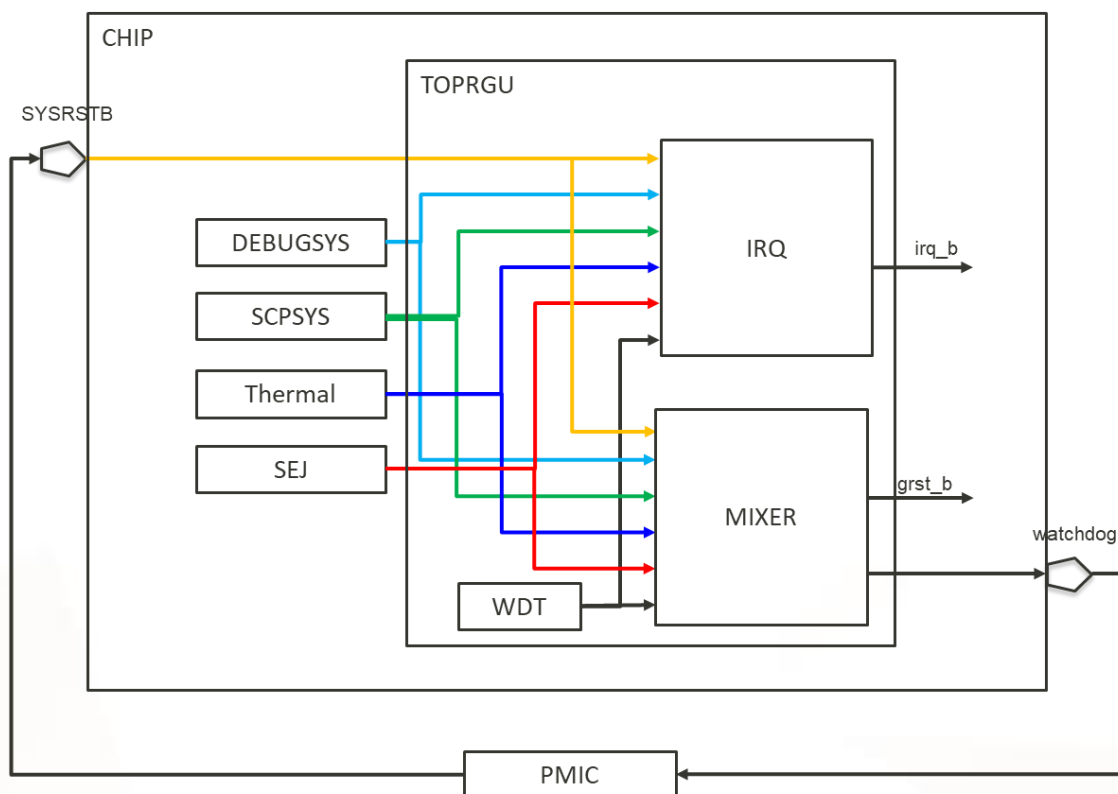 CHIP
TOPRGU
SYSRSTB
IRQ
DEBUGSYS
irq_b
SCPSYS
Thermal
SEJ
grst_b
MIXER
watchdog
WDT
PMIC